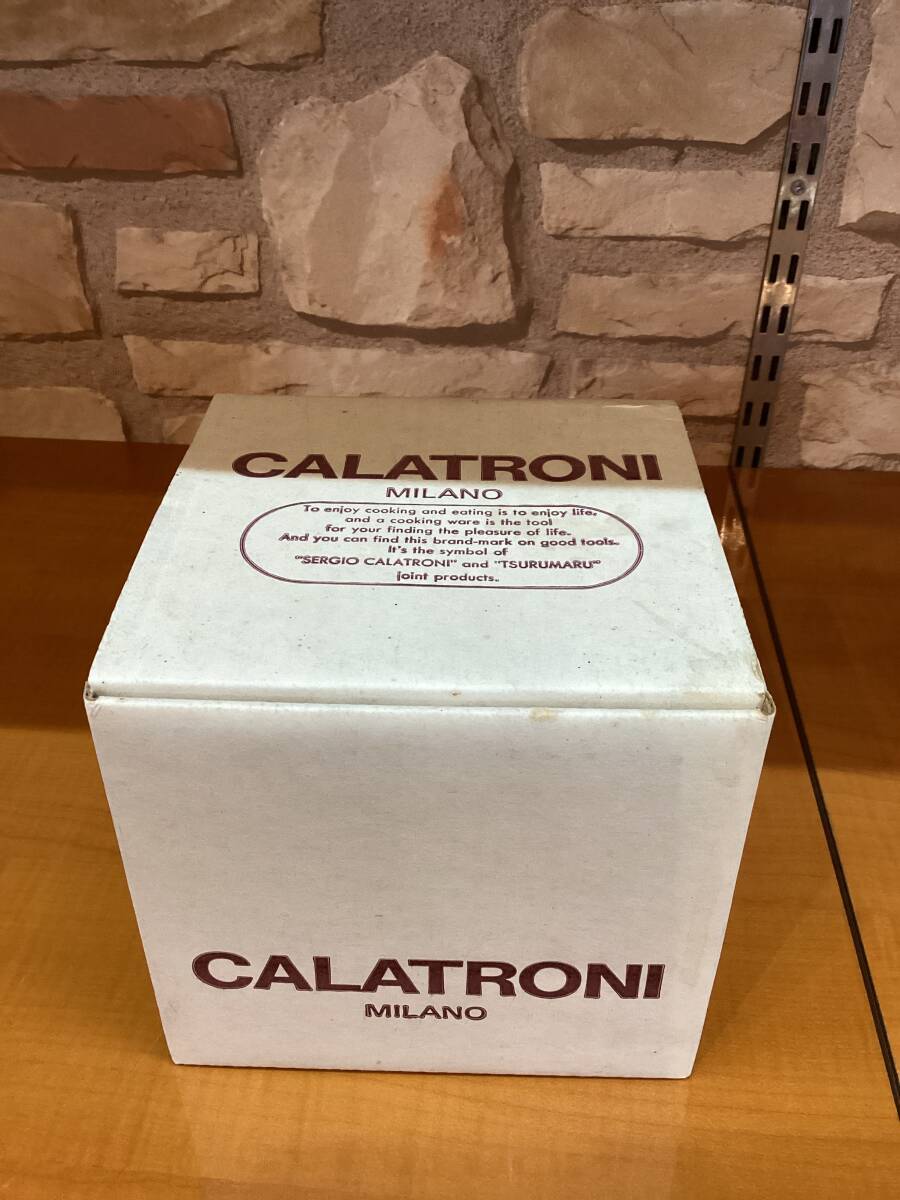 CALATRONI
MILANO
To enjoy cooking and eating is to enjoy life.
and a cooking ware is the tool
for your finding the pleasure of life.
And you can find this brand-mark on good tools.
It's the symbol of
"SERGIO CALATRONI" and "TSURUMARU"
joint products.
CALATRONI
MILANO